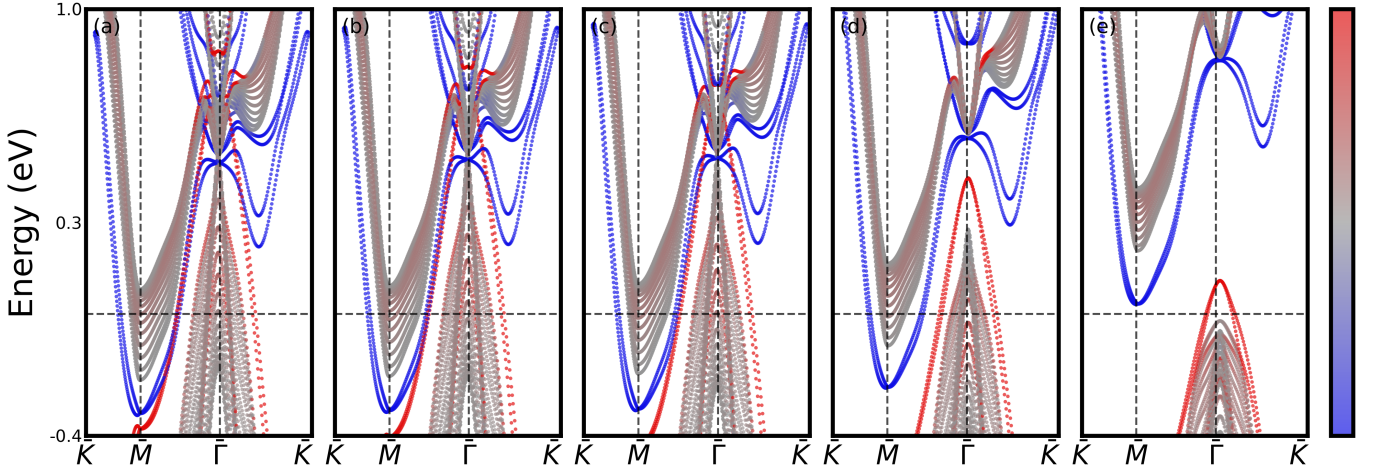 (a) (b) (c) (d) (e)
1.0
0.3
-0.4
Energy (eV)
K̄ M̄ Γ̄ K̄ K̄ M̄ Γ̄ K̄ K̄ M̄ Γ̄ K̄ K̄ M̄ Γ̄ K̄ K̄ M̄ Γ̄ K̄